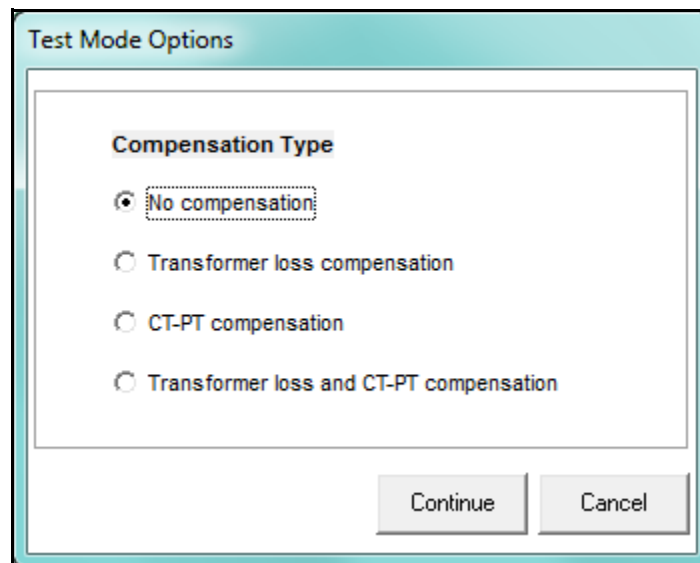 Test Mode Options
Compensation Type
No compensation
Transformer loss compensation
CT-PT compensation
Transformer loss and CT-PT compensation
Continue
Cancel